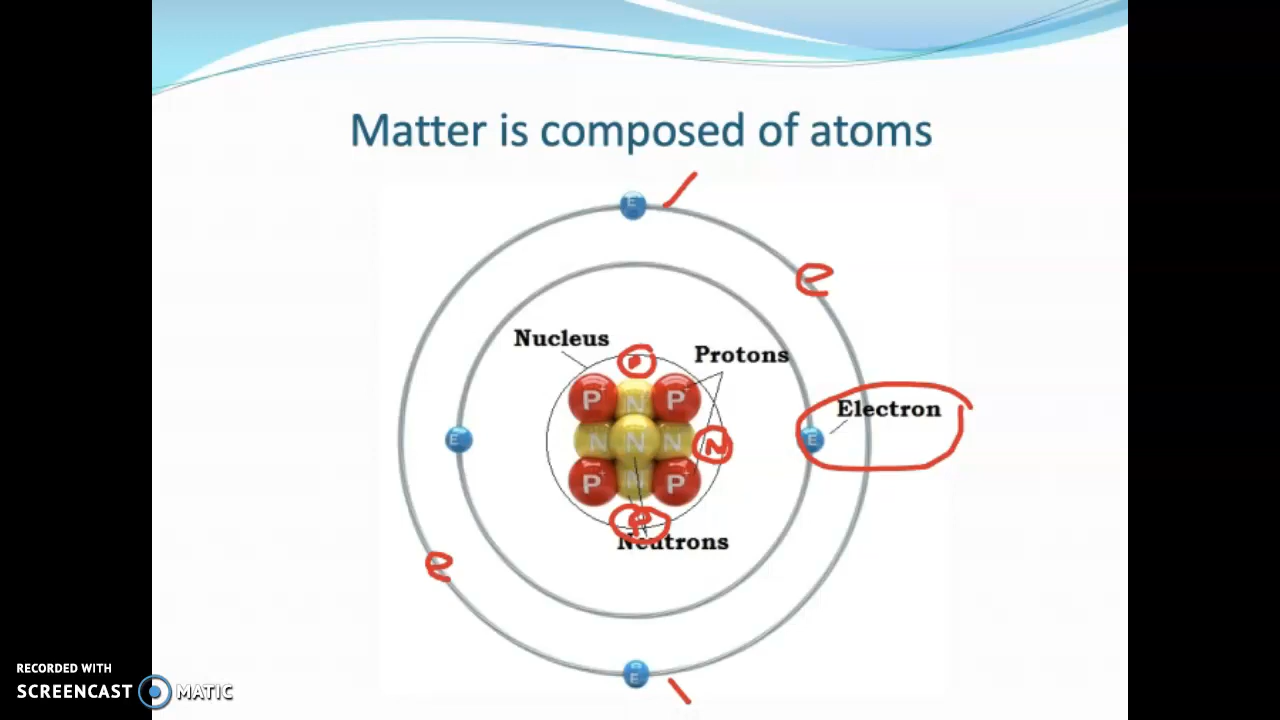 Matter is composed of atoms
E
e
Nucleus
Protons
P
P+ N P+
Electron
E N N N N E
P+ N P+
P
Neutrons
e
E
RECORDED WITH
SCREENCAST MATIC